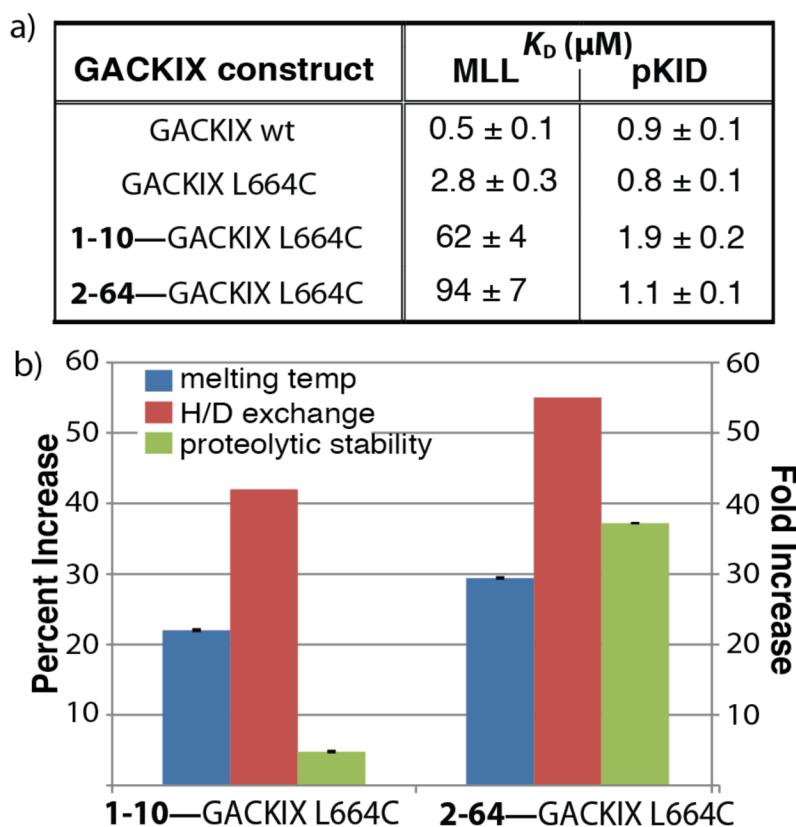 a)
K_D (µM)
GACKIX construct MLL pKID
GACKIX wt 0.5 ± 0.1 0.9 ± 0.1
GACKIX L664C 2.8 ± 0.3 0.8 ± 0.1
1-10—GACKIX L664C 62 ± 4 1.9 ± 0.2
2-64—GACKIX L664C 94 ± 7 1.1 ± 0.1
b)
melting temp
H/D exchange
proteolytic stability
Percent Increase
60
50
40
30
20
10
Fold Increase
60
50
40
30
20
10
1-10—GACKIX L664C 2-64—GACKIX L664C